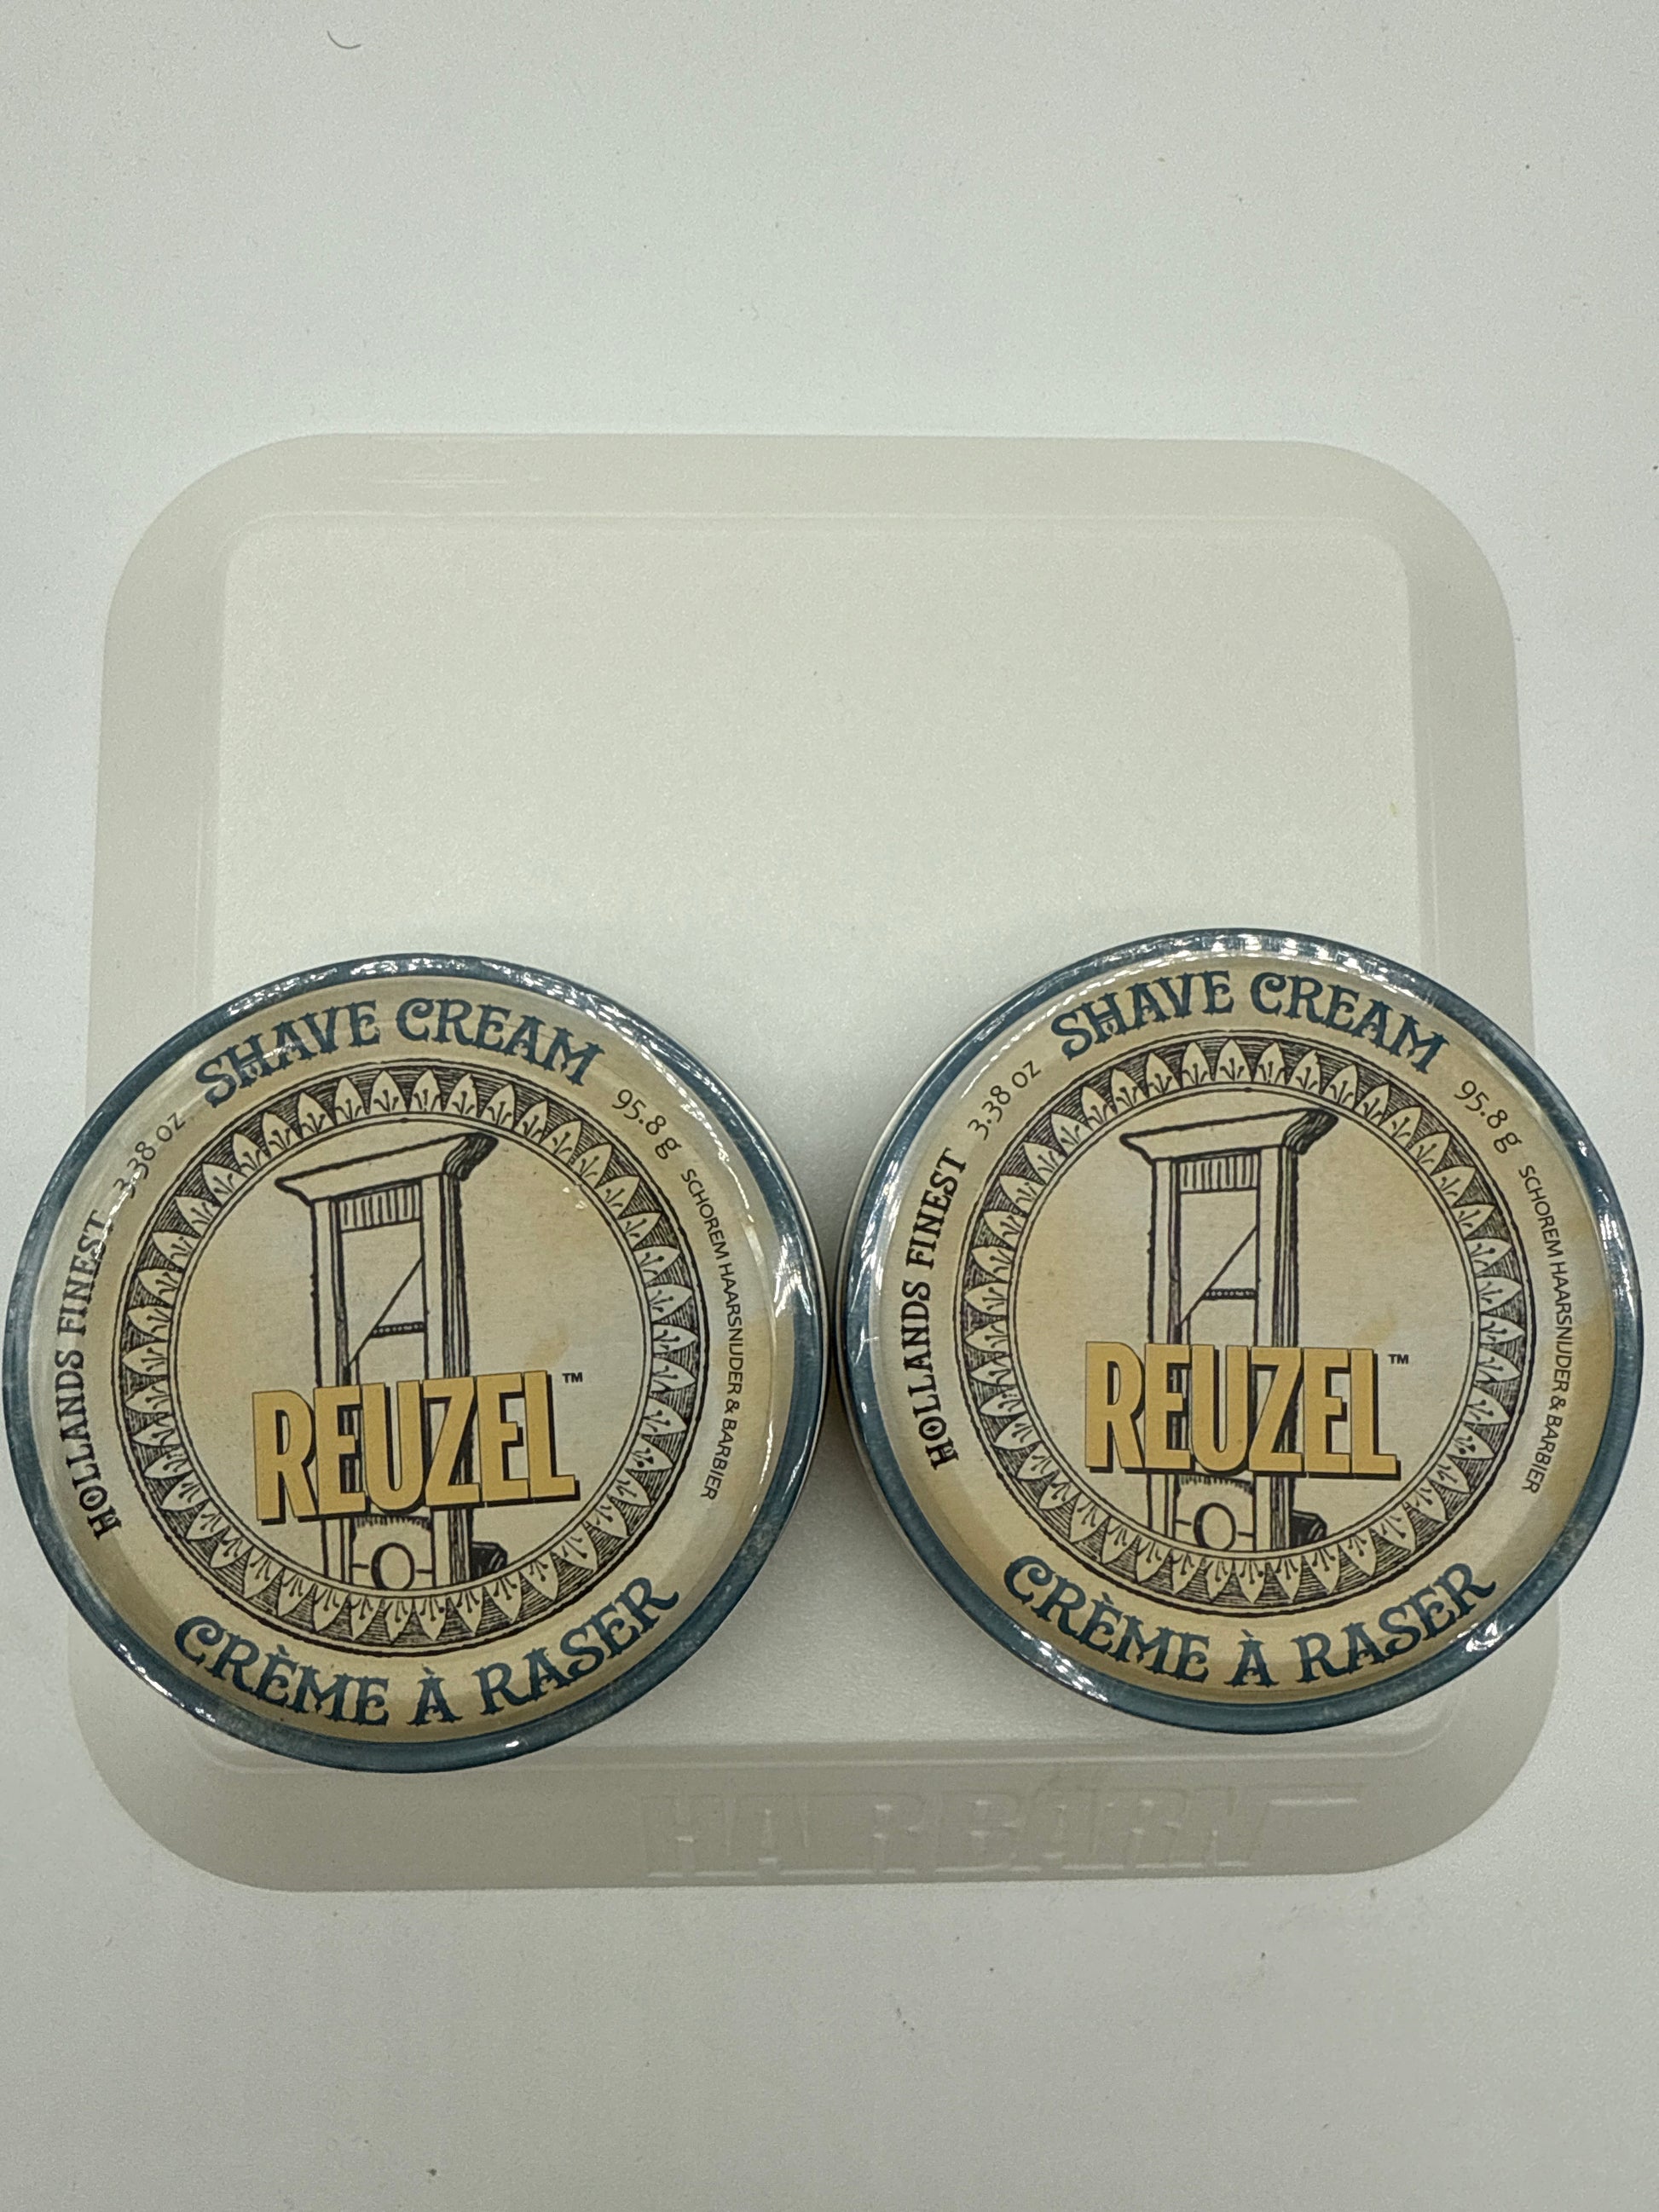 SHAVE CREAM
3.38 oz
95.8 g
HOLLANDS FINEST
SCHOREM HAARSNIJDER & BARBIER
REUZEL™
CRÈME À RASER
SHAVE CREAM
3.38 oz
95.8 g
HOLLANDS FINEST
SCHOREM HAARSNIJDER & BARBIER
REUZEL™
CRÈME À RASER